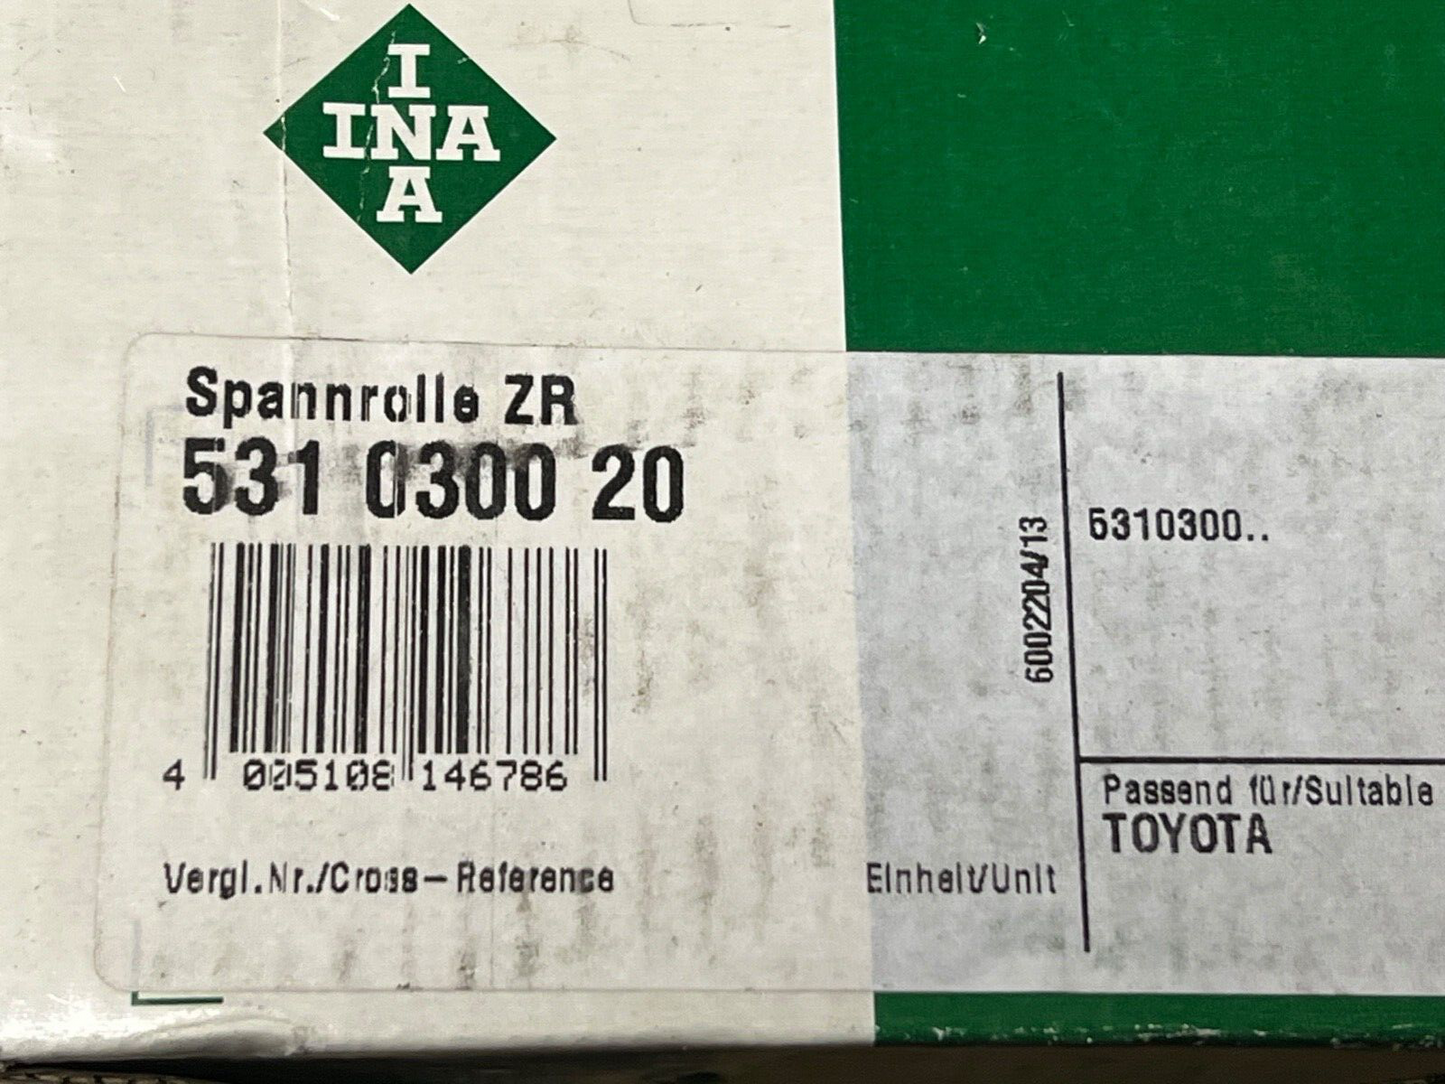 I
INA
A
Spannrolle ZR
531 0300 20
4 005108 146786
Vergl.Nr./Cross-Reference
Einheit/Unit
6002204/13
5310300..
Passend für/Suitable
TOYOTA